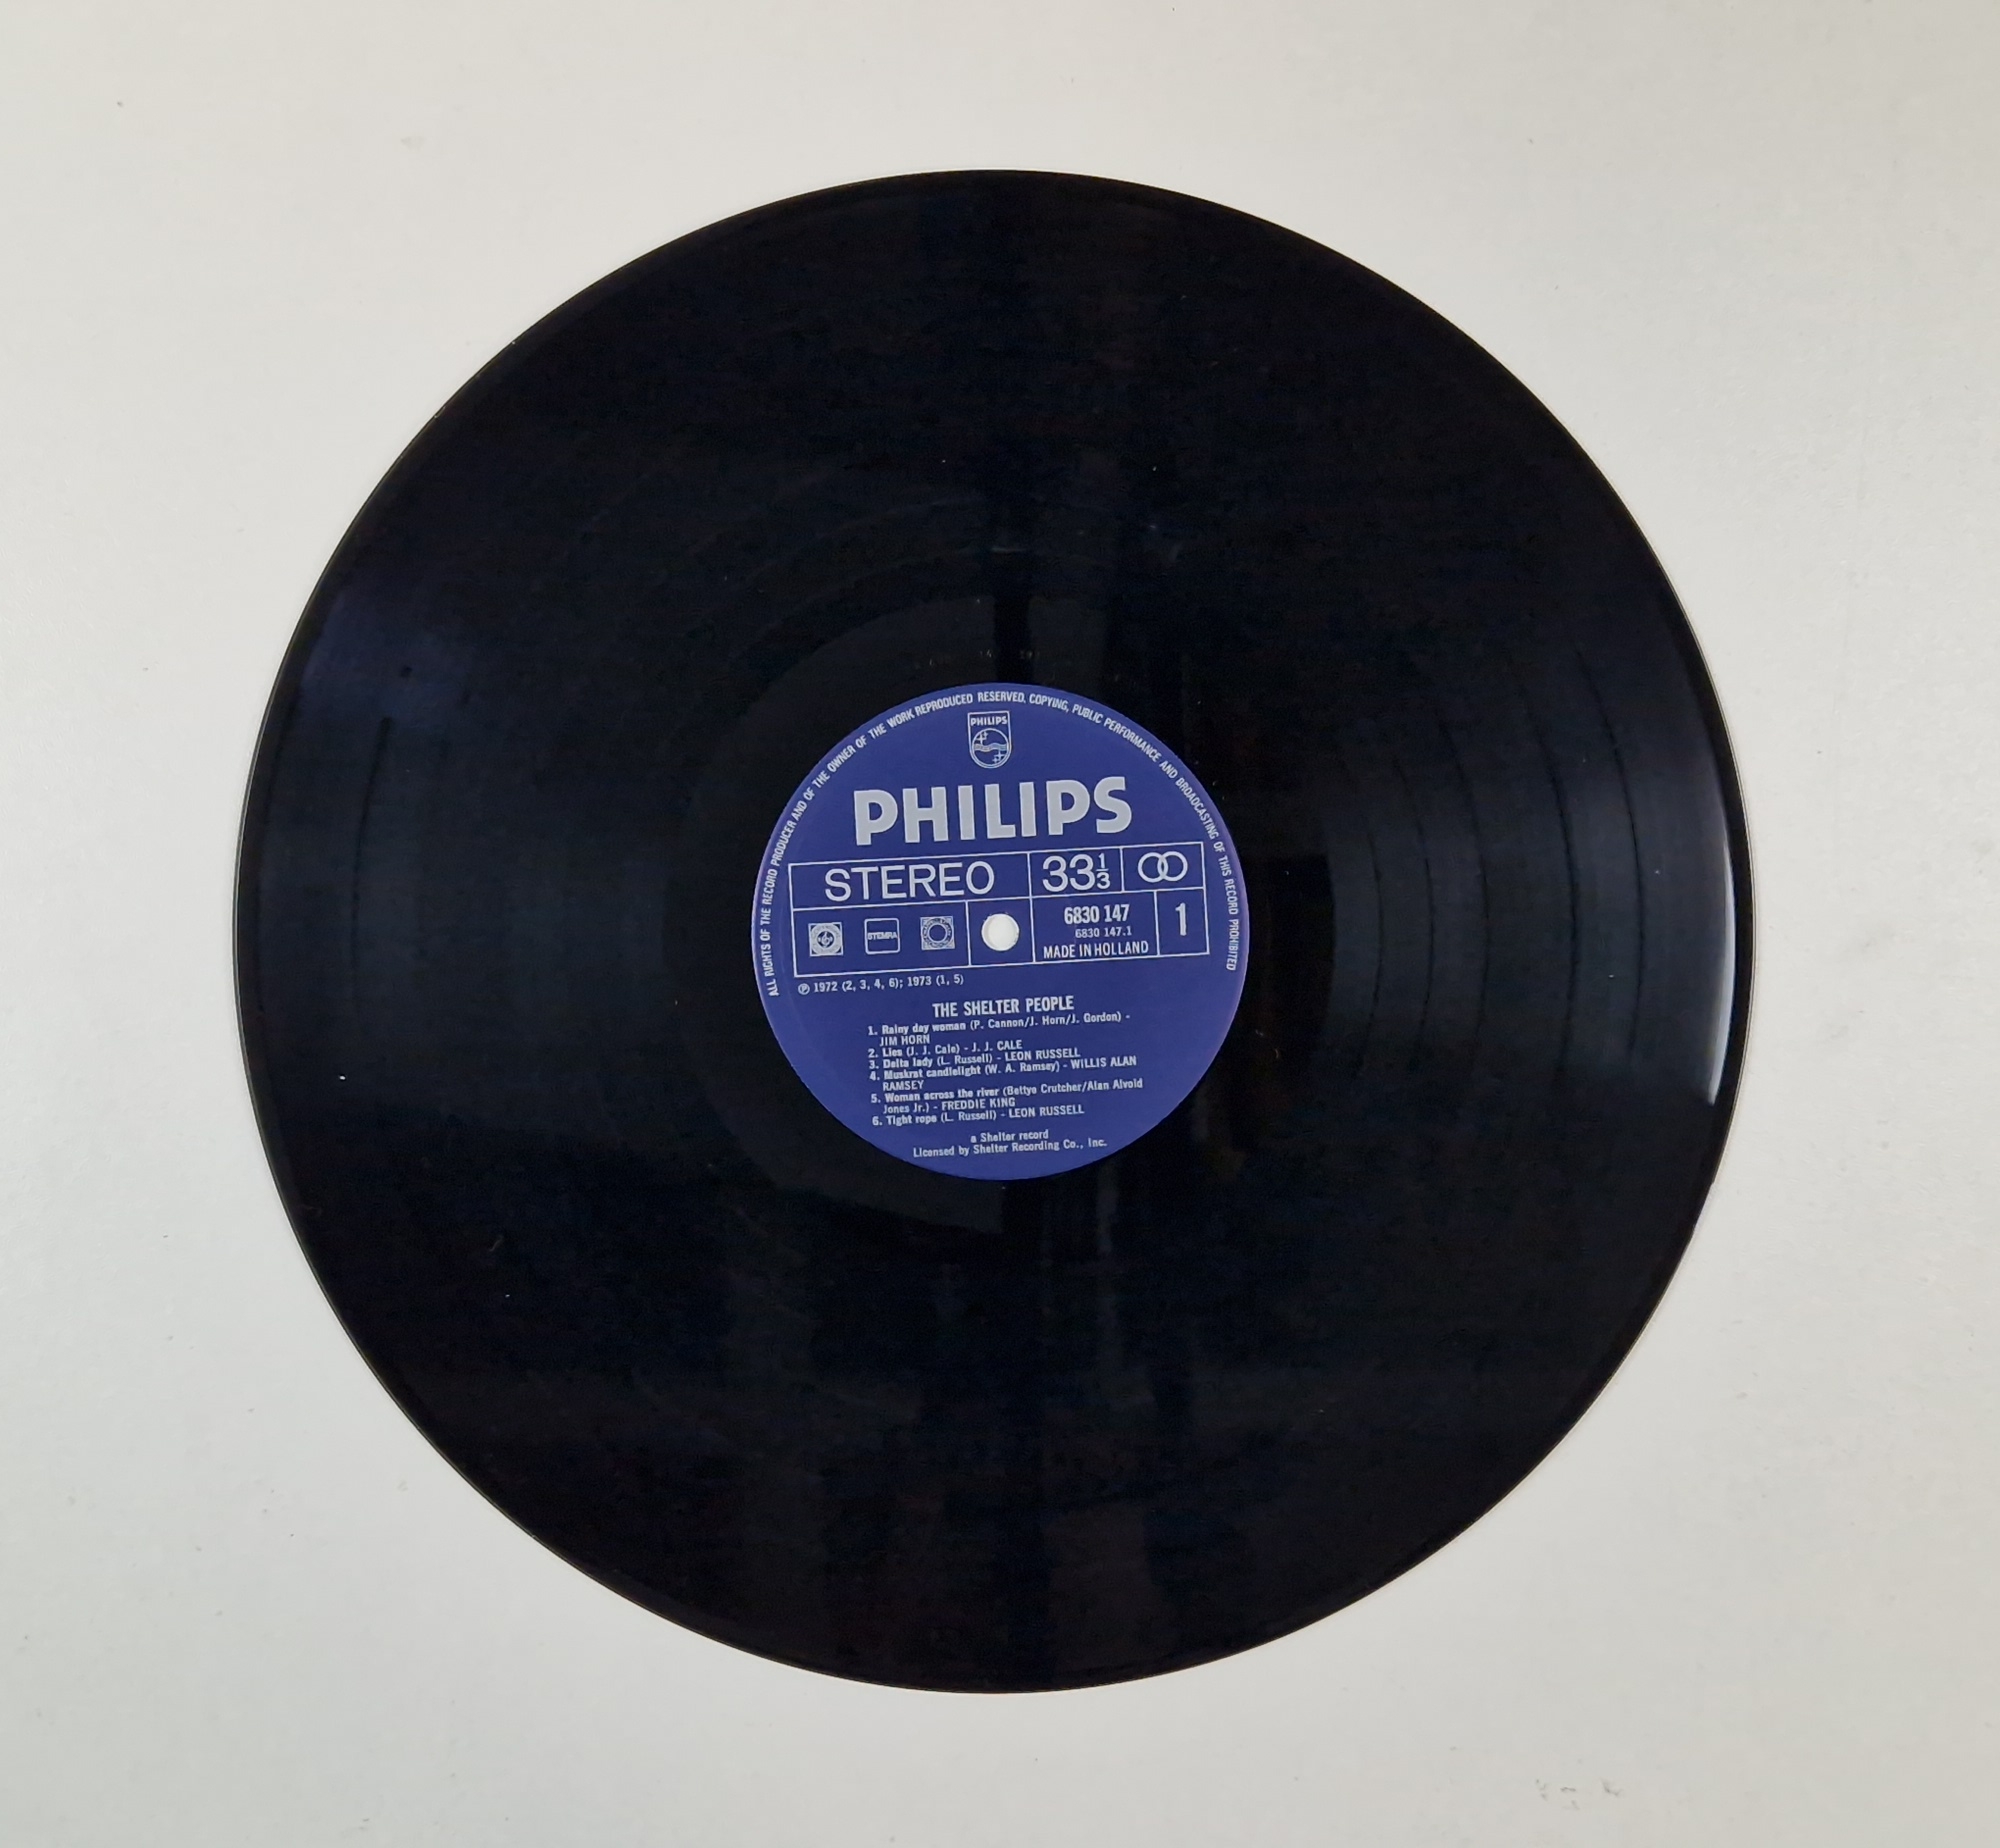 ALL RIGHTS OF THE RECORD PRODUCER AND OF THE OWNER OF THE WORK REPRODUCED RESERVED. COPYING, PUBLIC PERFORMANCE AND BROADCASTING OF THIS RECORD PROHIBITED
PHILIPS
PHILIPS
STEREO 33 1/3
STEMRA
6830 147
6830 147.1
MADE IN HOLLAND
1
Ⓟ 1972 (2, 3, 4, 6); 1973 (1, 5)
THE SHELTER PEOPLE
1. Rainy day woman (P. Cannon/J. Horn/J. Gordon) -
JIM HORN
2. Lies (J. J. Cale) - J. J. CALE
3. Delta lady (L. Russell) - LEON RUSSELL
4. Muskrat candlelight (W. A. Ramsey) - WILLIS ALAN
RAMSEY
5. Woman across the river (Bettye Crutcher/Alan Alvoid
Jones Jr.) - FREDDIE KING
6. Tight rope (L. Russell) - LEON RUSSELL
a Shelter record
Licensed by Shelter Recording Co., Inc.